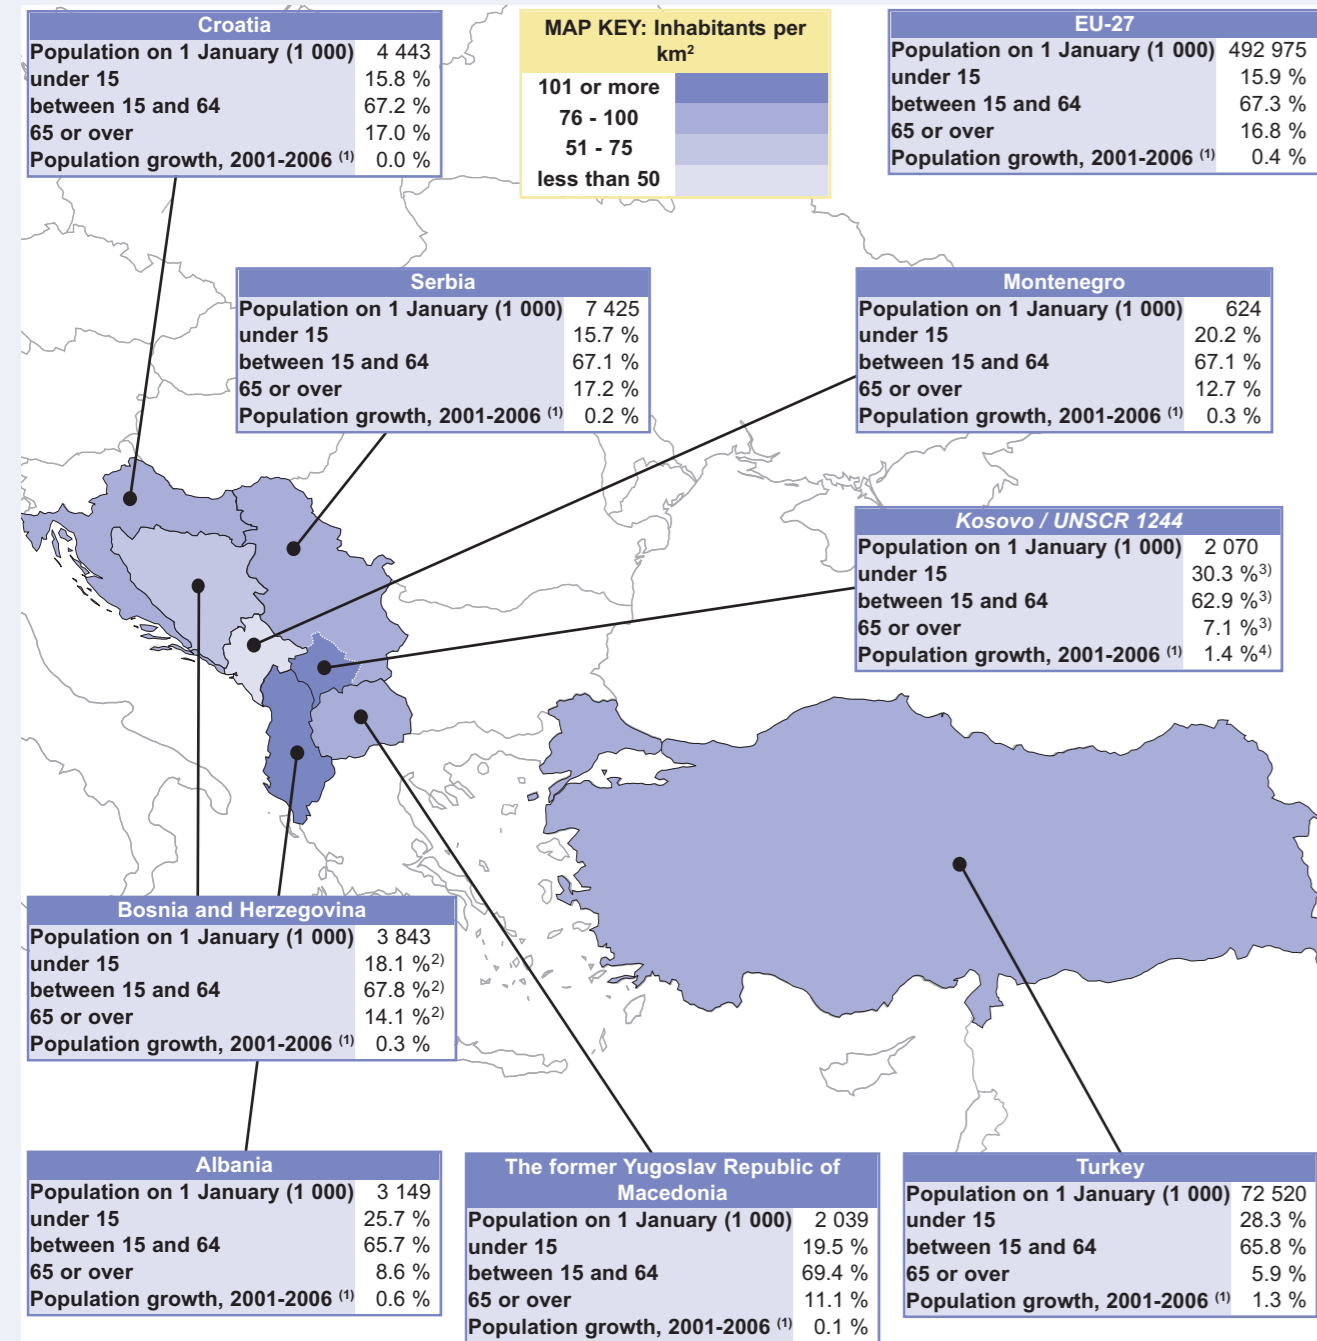 Croatia
Population on 1 January (1 000) 4 443
under 15 15.8 %
between 15 and 64 67.2 %
65 or over 17.0 %
Population growth, 2001-2006 (1) 0.0 %
MAP KEY: Inhabitants per
km²
101 or more
76 - 100
51 - 75
less than 50
EU-27
Population on 1 January (1 000) 492 975
under 15 15.9 %
between 15 and 64 67.3 %
65 or over 16.8 %
Population growth, 2001-2006 (1) 0.4 %
Serbia
Population on 1 January (1 000) 7 425
under 15 15.7 %
between 15 and 64 67.1 %
65 or over 17.2 %
Population growth, 2001-2006 (1) 0.2 %
Montenegro
Population on 1 January (1 000) 624
under 15 20.2 %
between 15 and 64 67.1 %
65 or over 12.7 %
Population growth, 2001-2006 (1) 0.3 %
Kosovo / UNSCR 1244
Population on 1 January (1 000) 2 070
under 15 30.3 %3)
between 15 and 64 62.9 %3)
65 or over 7.1 %3)
Population growth, 2001-2006 (1) 1.4 %4)
Bosnia and Herzegovina
Population on 1 January (1 000) 3 843
under 15 18.1 %2)
between 15 and 64 67.8 %2)
65 or over 14.1 %2)
Population growth, 2001-2006 (1) 0.3 %
Albania
Population on 1 January (1 000) 3 149
under 15 25.7 %
between 15 and 64 65.7 %
65 or over 8.6 %
Population growth, 2001-2006 (1) 0.6 %
The former Yugoslav Republic of
Macedonia
Population on 1 January (1 000) 2 039
under 15 19.5 %
between 15 and 64 69.4 %
65 or over 11.1 %
Population growth, 2001-2006 (1) 0.1 %
Turkey
Population on 1 January (1 000) 72 520
under 15 28.3 %
between 15 and 64 65.8 %
65 or over 5.9 %
Population growth, 2001-2006 (1) 1.3 %